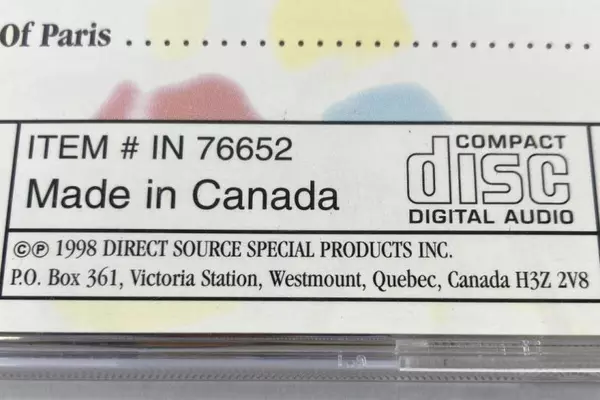 Of Paris ........................................
ITEM # IN 76652
Made in Canada
COMPACT
disc
DIGITAL AUDIO
©℗ 1998 DIRECT SOURCE SPECIAL PRODUCTS INC.
P.O. Box 361, Victoria Station, Westmount, Quebec, Canada H3Z 2V8